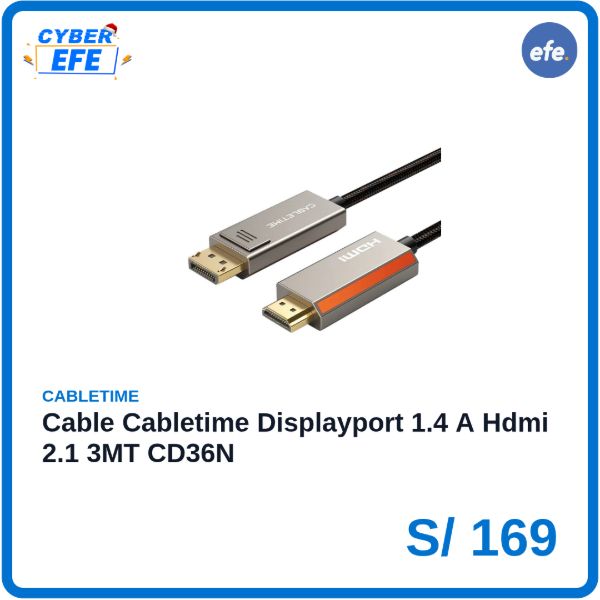 CYBER
EFE
efe.
CABLETIME
HDMI
CABLETIME
Cable Cabletime Displayport 1.4 A Hdmi
2.1 3MT CD36N
S/ 169